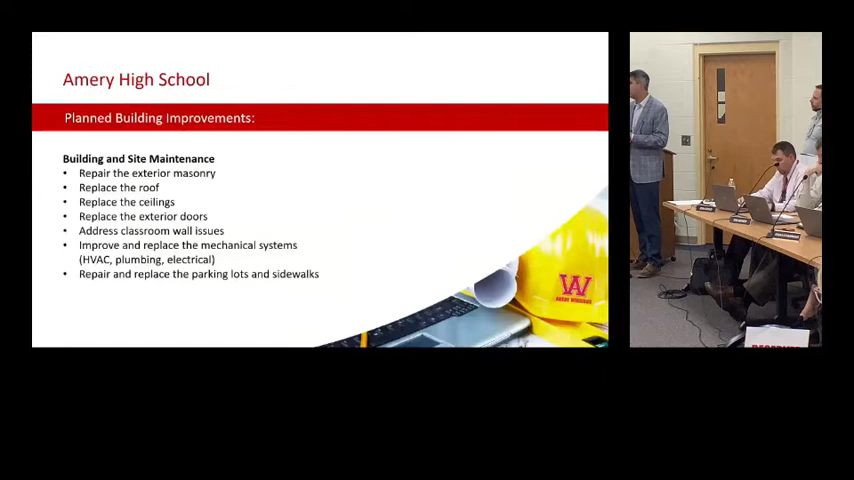 Amery High School
Planned Building Improvements:
Building and Site Maintenance
• Repair the exterior masonry
• Replace the roof
• Replace the ceilings
• Replace the exterior doors
• Address classroom wall issues
• Improve and replace the mechanical systems
(HVAC, plumbing, electrical)
• Repair and replace the parking lots and sidewalks
W
AMERY WARRIORS